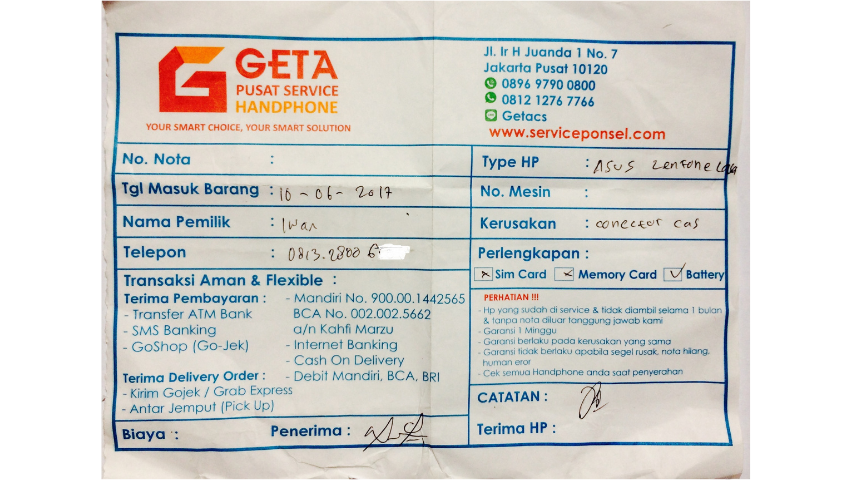 GETA
PUSAT SERVICE
HANDPHONE
YOUR SMART CHOICE, YOUR SMART SOLUTION
Jl. Ir H Juanda 1 No. 7
Jakarta Pusat 10120
0896 9790 0800
0812 1276 7766
Getacs
www.serviceponsel.com
No. Nota :
Tgl Masuk Barang : 10-06-2017
Nama Pemilik : Iwan
Telepon : 0813.2800 6
Transaksi Aman & Flexible :
Terima Pembayaran :
- Transfer ATM Bank
- SMS Banking
- GoShop (Go-Jek)
- Mandiri No. 900.00.1442565
BCA No. 002.002.5662
a/n Kahfi Marzu
- Internet Banking
- Cash On Delivery
- Debit Mandiri, BCA, BRI
Terima Delivery Order :
- Kirim Gojek / Grab Express
- Antar Jemput (Pick Up)
Biaya :
Penerima :
Type HP : ASUS Zenfone
No. Mesin :
Kerusakan : conector cas
Perlengkapan :
Sim Card Memory Card Battery
PERHATIAN !!!
- Hp yang sudah di service & tidak diambil selama 1 bulan
& tanpa nota diluar tanggung jawab kami
- Garansi 1 Minggu
- Garansi berlaku pada kerusakan yang sama
- Garansi tidak berlaku apabila segel rusak, nota hilang,
human eror
- Cek semua Handphone anda saat penyerahan
CATATAN :
Terima HP :